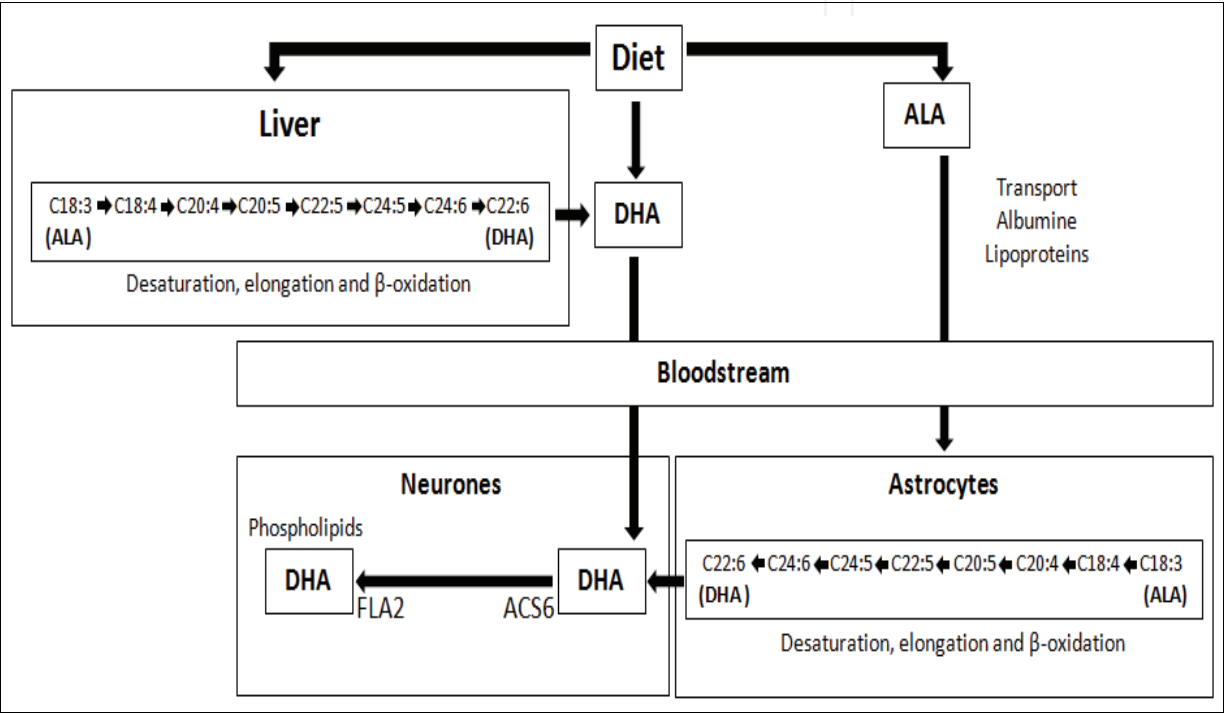 Diet
Liver
ALA
C18:3 C18:4 C20:4 C20:5 C22:5 C24:5 C24:6 C22:6
(ALA) (DHA)
DHA
Transport
Albumine
Lipoproteins
Desaturation, elongation and β-oxidation
Bloodstream
Neurones
Astrocytes
Phospholipids
DHA
DHA
FLA2
ACS6
C22:6 C24:6 C24:5 C22:5 C20:5 C20:4 C18:4 C18:3
(DHA) (ALA)
Desaturation, elongation and β-oxidation